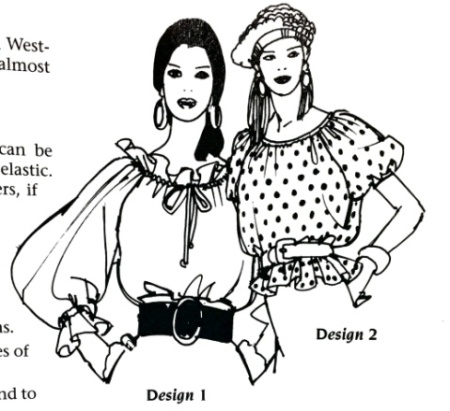 West-
almost
can be
elastic.
ers, if
ns.
es of
nd to
Design 1
Design 2